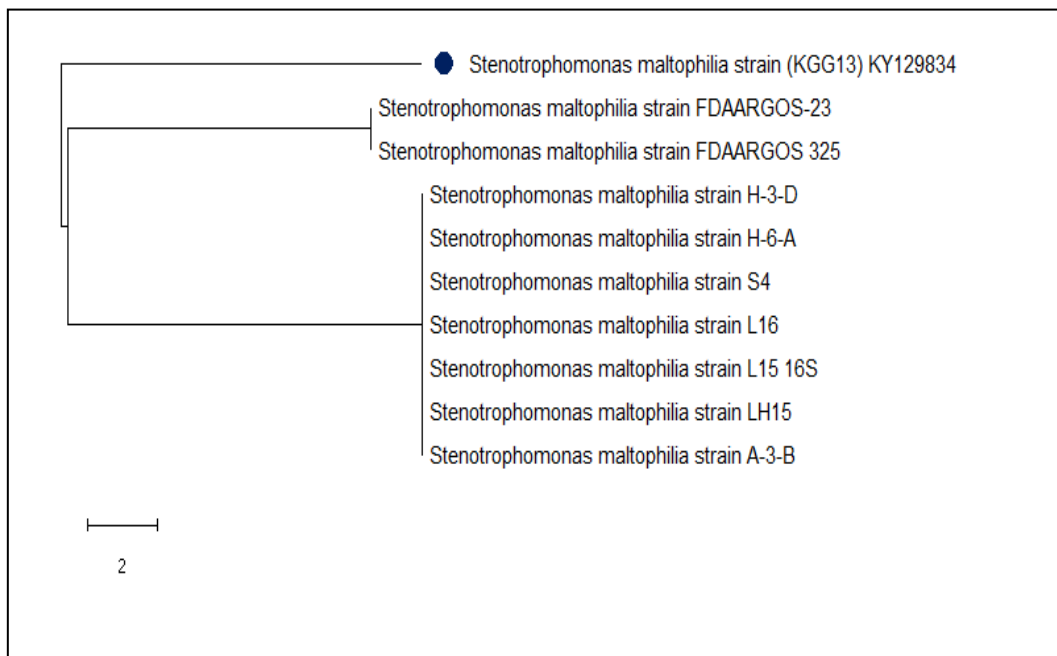 Stenotrophomonas maltophilia strain (KGG13) KY129834
Stenotrophomonas maltophilia strain FDAARGOS-23
Stenotrophomonas maltophilia strain FDAARGOS 325
Stenotrophomonas maltophilia strain H-3-D
Stenotrophomonas maltophilia strain H-6-A
Stenotrophomonas maltophilia strain S4
Stenotrophomonas maltophilia strain L16
Stenotrophomonas maltophilia strain L15 16S
Stenotrophomonas maltophilia strain LH15
Stenotrophomonas maltophilia strain A-3-B
2